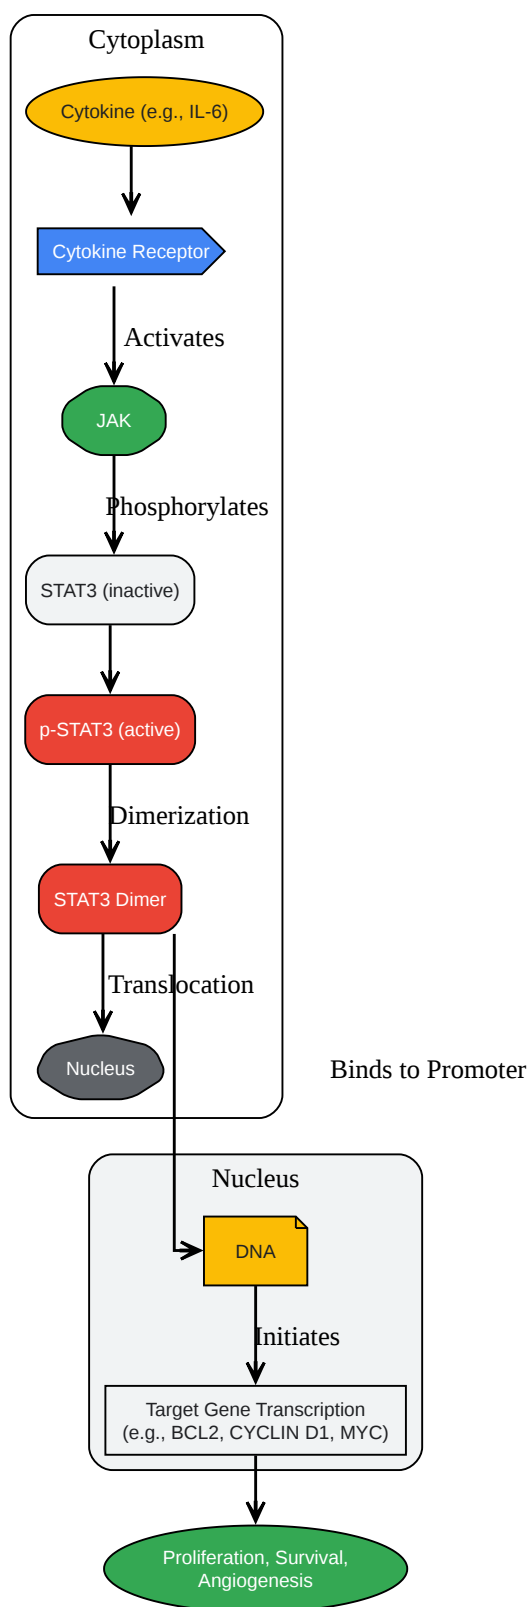 Cytoplasm
Cytokine (e.g., IL-6)
Cytokine Receptor
Activates
JAK
Phosphorylates
STAT3 (inactive)
p-STAT3 (active)
Dimerization
STAT3 Dimer
Translocation
Nucleus
Binds to Promoter
Nucleus
DNA
Initiates
Target Gene Transcription
(e.g., BCL2, CYCLIN D1, MYC)
Proliferation, Survival,
Angiogenesis